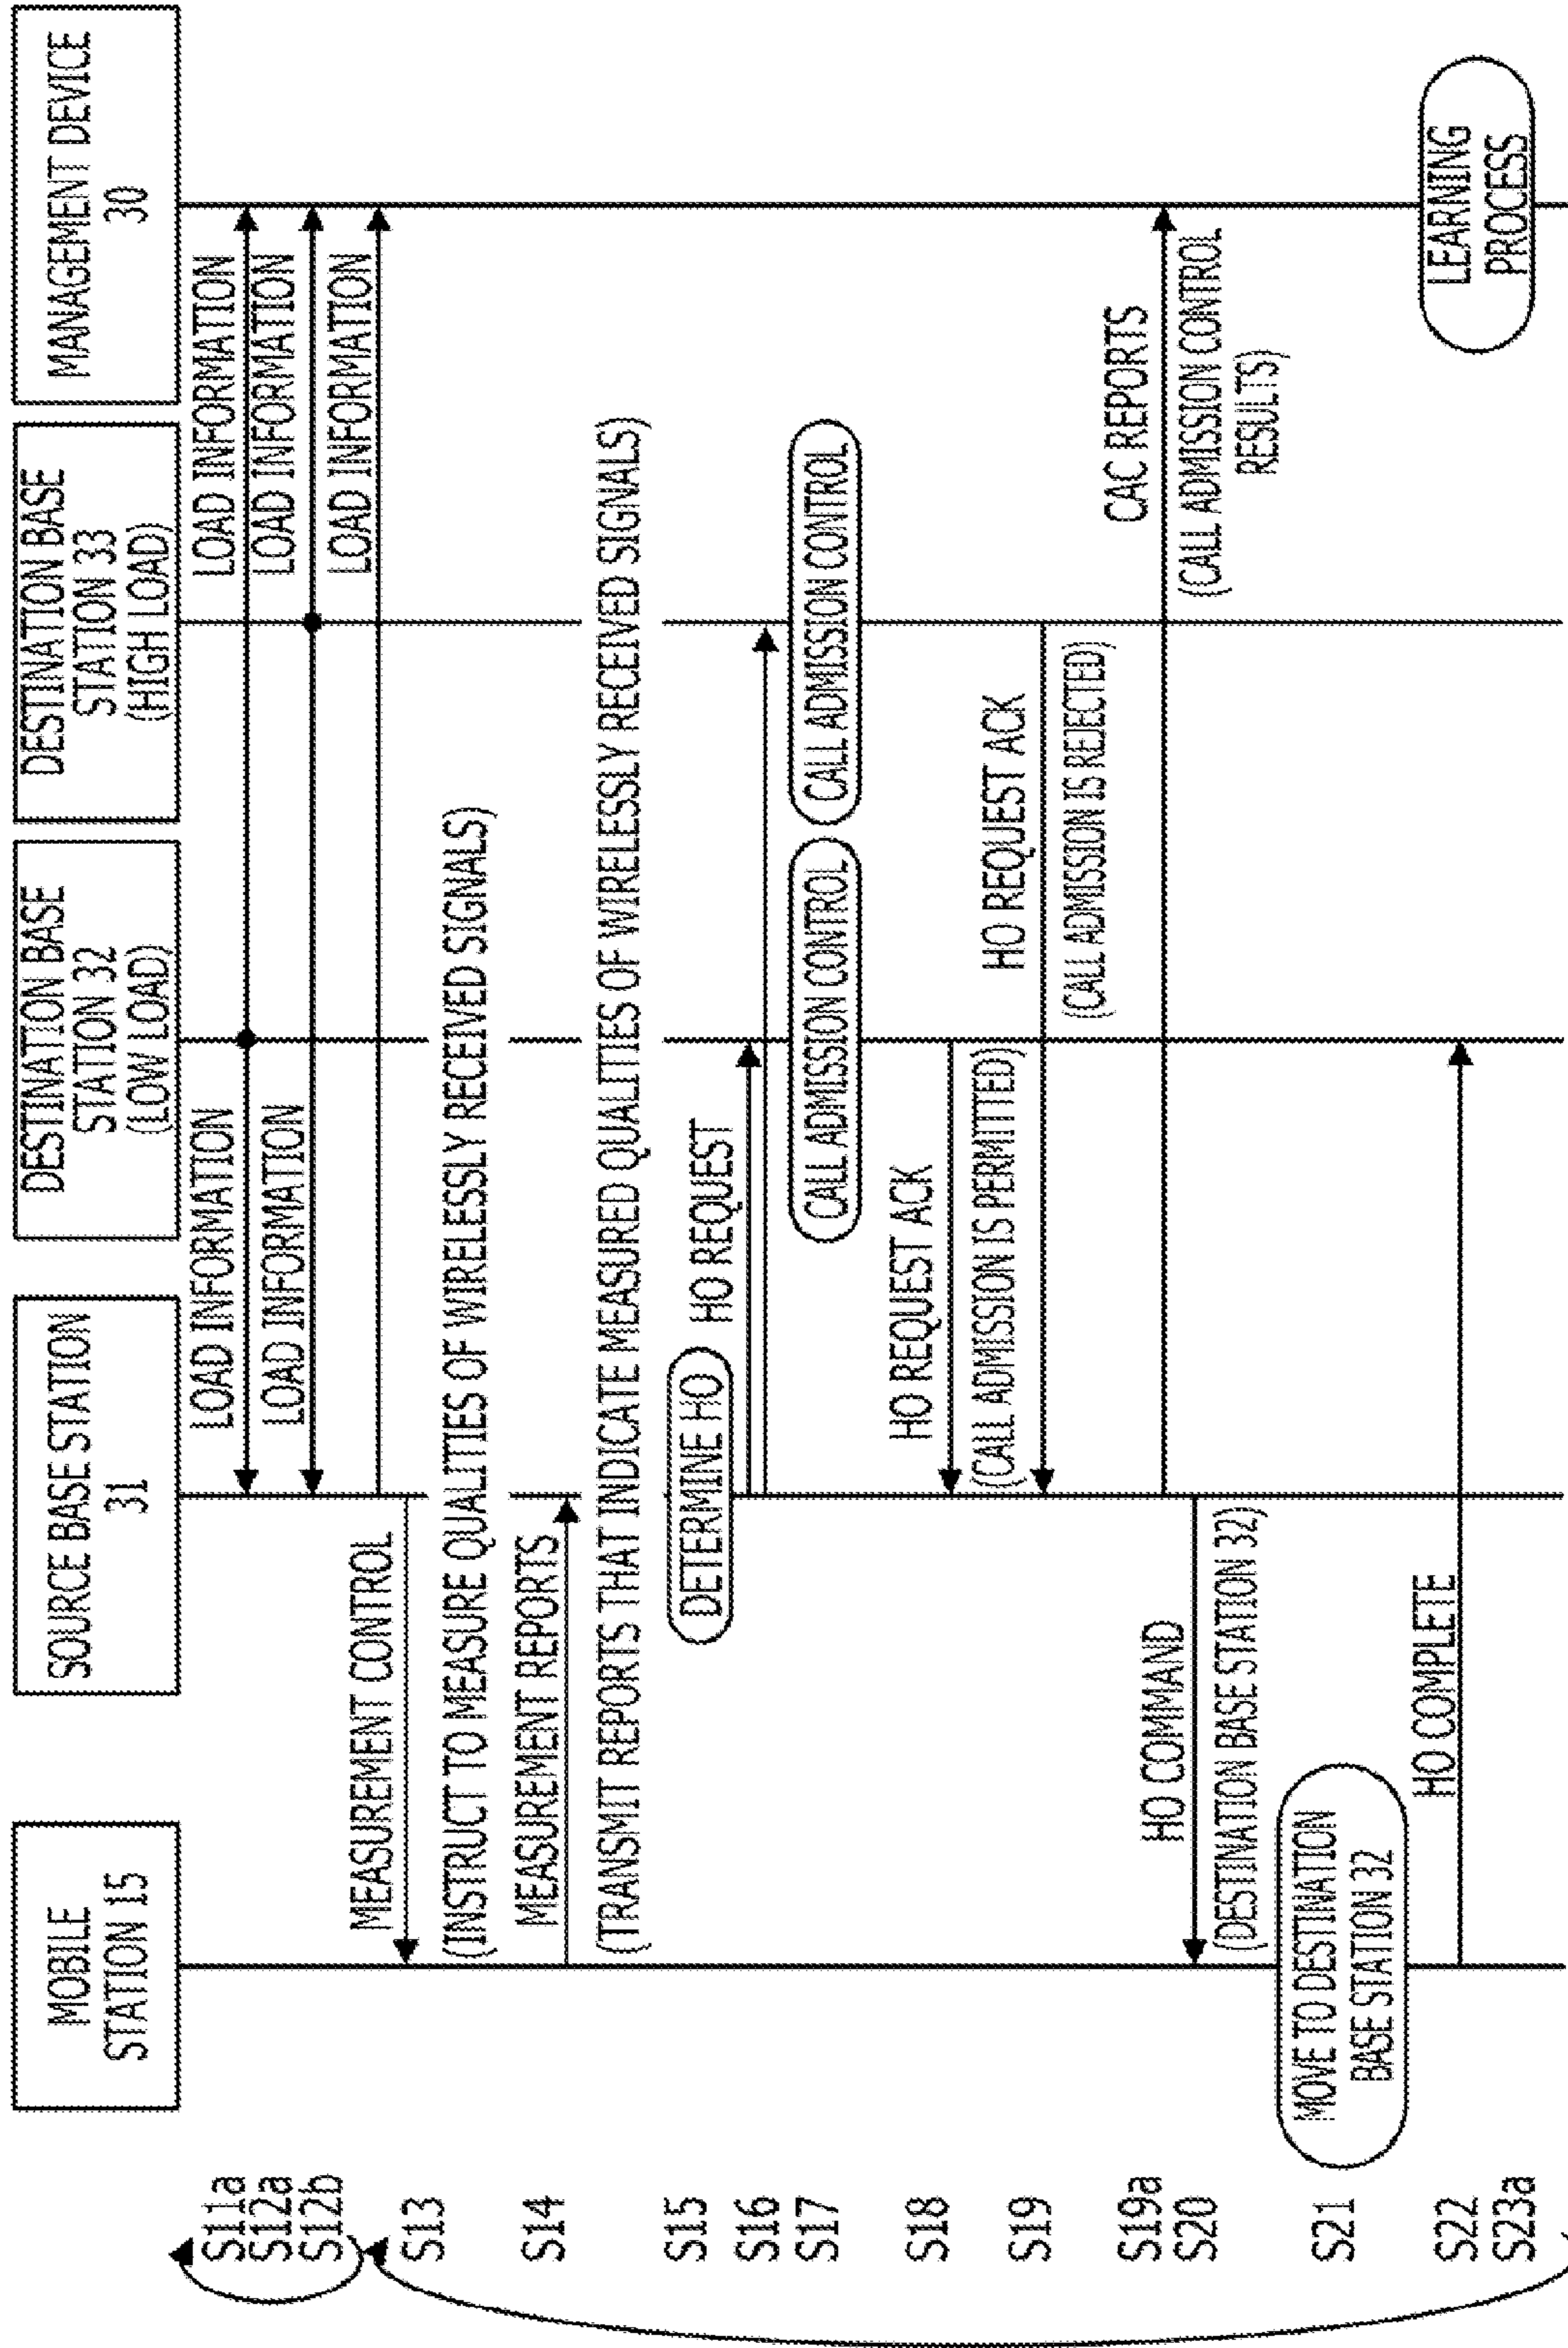 MOBILE
STATION 15
SOURCE BASE STATION
31
DESTINATION BASE
STATION 32
(LOW LOAD)
DESTINATION BASE
STATION 33
(HIGH LOAD)
MANAGEMENT DEVICE
30
S11a
LOAD INFORMATION
LOAD INFORMATION
S12a
LOAD INFORMATION
LOAD INFORMATION
S12b
LOAD INFORMATION
S13
MEASUREMENT CONTROL
(INSTRUCT TO MEASURE QUALITIES OF WIRELESSLY RECEIVED SIGNALS)
S14
MEASUREMENT REPORTS
(TRANSMIT REPORTS THAT INDICATE MEASURED QUALITIES OF WIRELESSLY RECEIVED SIGNALS)
S15
DETERMINE HO
S16
HO REQUEST
S17
CALL ADMISSION CONTROL
CALL ADMISSION CONTROL
S18
HO REQUEST ACK
(CALL ADMISSION IS PERMITTED)
S19
HO REQUEST ACK
(CALL ADMISSION IS REJECTED)
S19a
CAC REPORTS
(CALL ADMISSION CONTROL
RESULTS)
S20
HO COMMAND
(DESTINATION BASE STATION 32)
S21
MOVE TO DESTINATION
BASE STATION 32
S22
HO COMPLETE
S23a
LEARNING
PROCESS